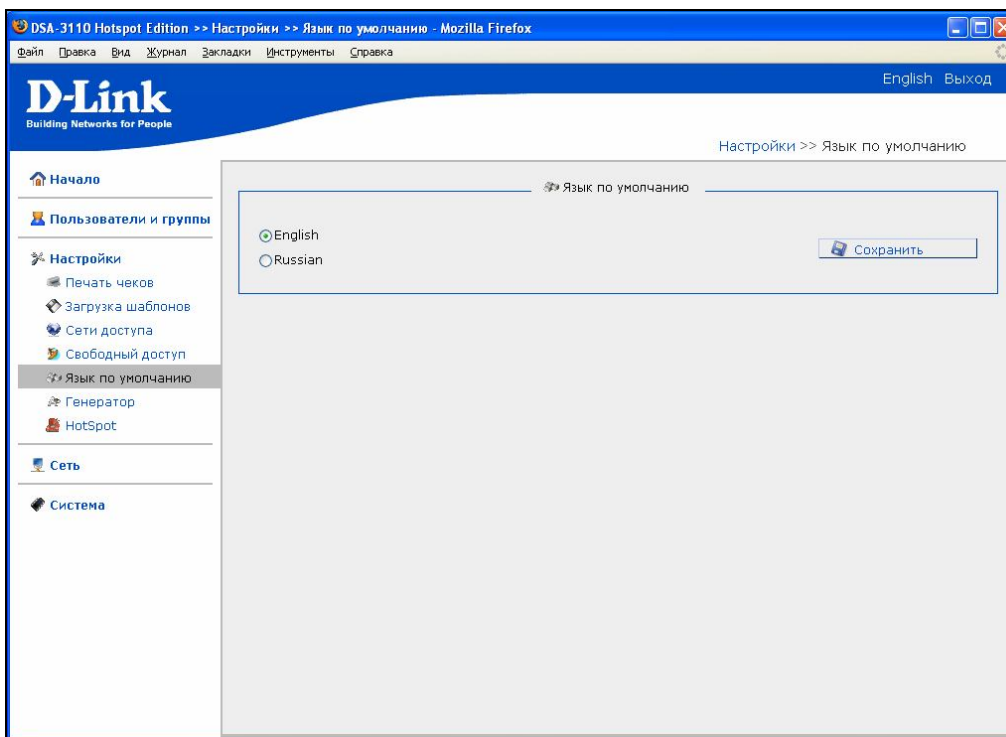 DSA-3110 Hotspot Edition >> Настройки >> Язык по умолчанию - Mozilla Firefox
Файл Правка Вид Журнал Закладки Инструменты Справка
English Выход
D-Link
Building Networks for People
Настройки >> Язык по умолчанию
Начало
Пользователи и группы
Настройки
Печать чеков
Загрузка шаблонов
Сети доступа
Свободный доступ
Язык по умолчанию
Генератор
HotSpot
Сеть
Система
Язык по умолчанию
English
Russian
Сохранить